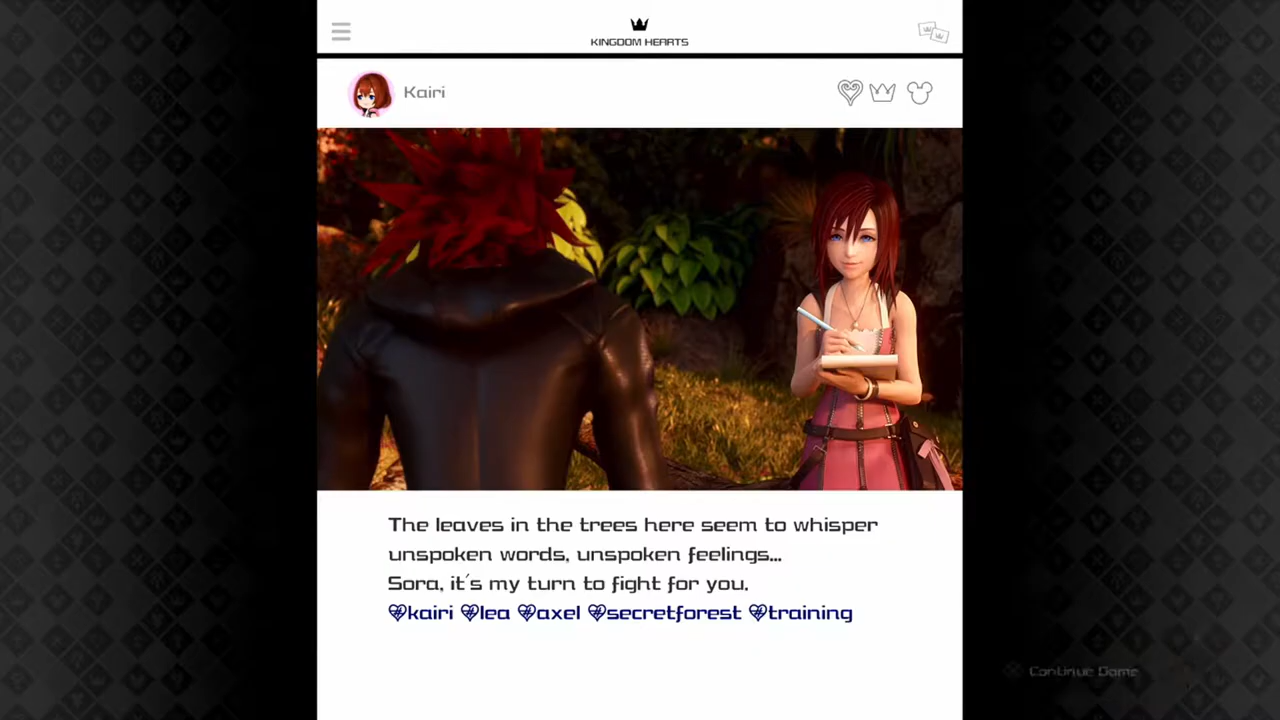 KINGDOM HEARTS
Kairi
The leaves in the trees here seem to whisper
unspoken words, unspoken feelings...
Sora, it's my turn to fight for you.
#kairi #lea #axel #secretforest #training
Continue Game